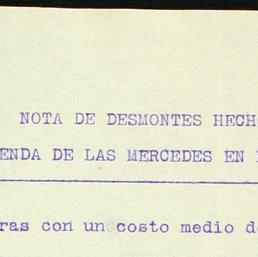 NOTA DE DESMONTES HECH
ENDA DE LAS MERCEDES EN
ras con un costo medio d